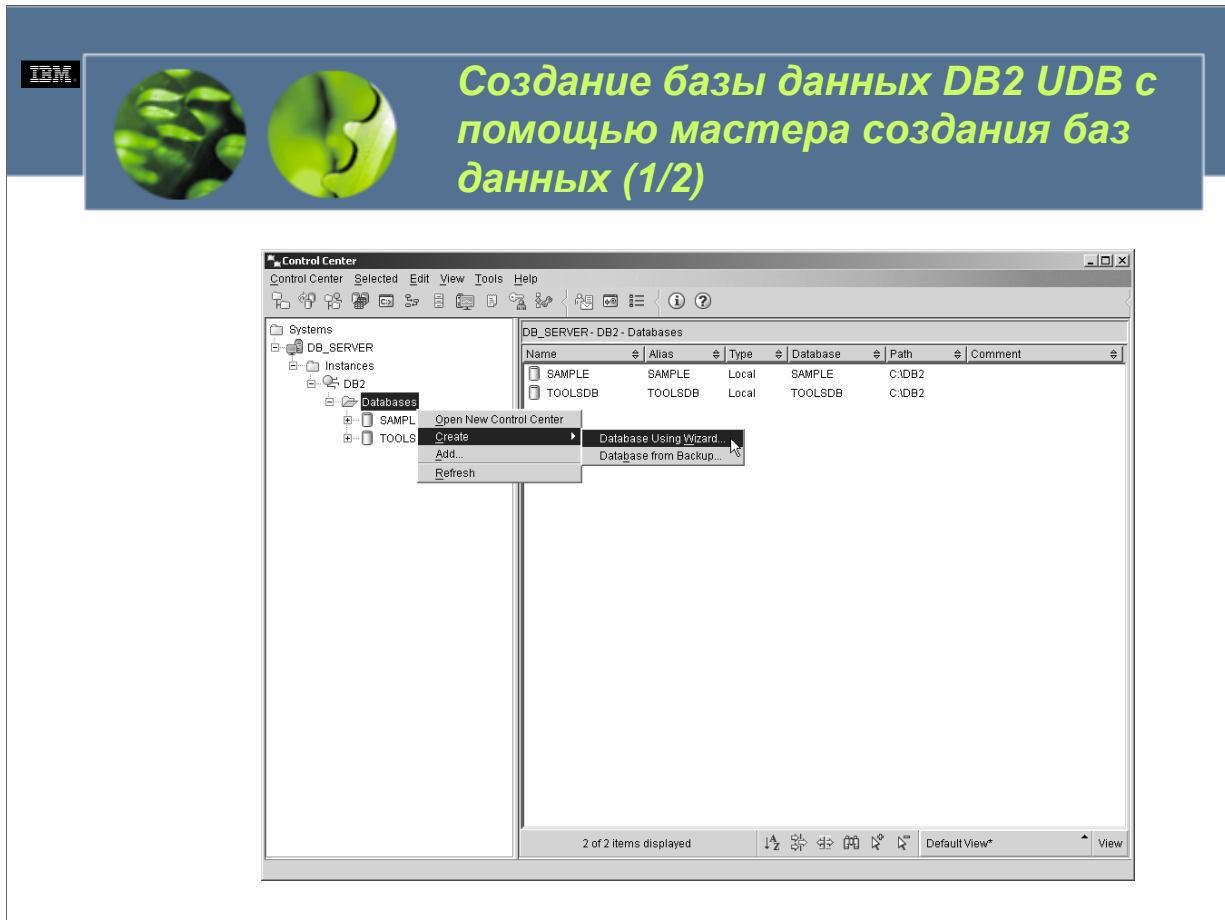 IBM.
Создание базы данных DB2 UDB с
помощью мастера создания баз
данных (1/2)
Control Center
Control Center Selected Edit View Tools Help
Systems
DB_SERVER
Instances
DB2
Databases
SAMPL
TOOLS
DB_SERVER - DB2 - Databases
Name Alias Type Database Path Comment
SAMPLE SAMPLE Local SAMPLE C:\DB2
TOOLSDB TOOLSDB Local TOOLSDB C:\DB2
Open New Control Center
Create
Add...
Refresh
Database Using Wizard...
Database from Backup...
2 of 2 items displayed
Default View*
View